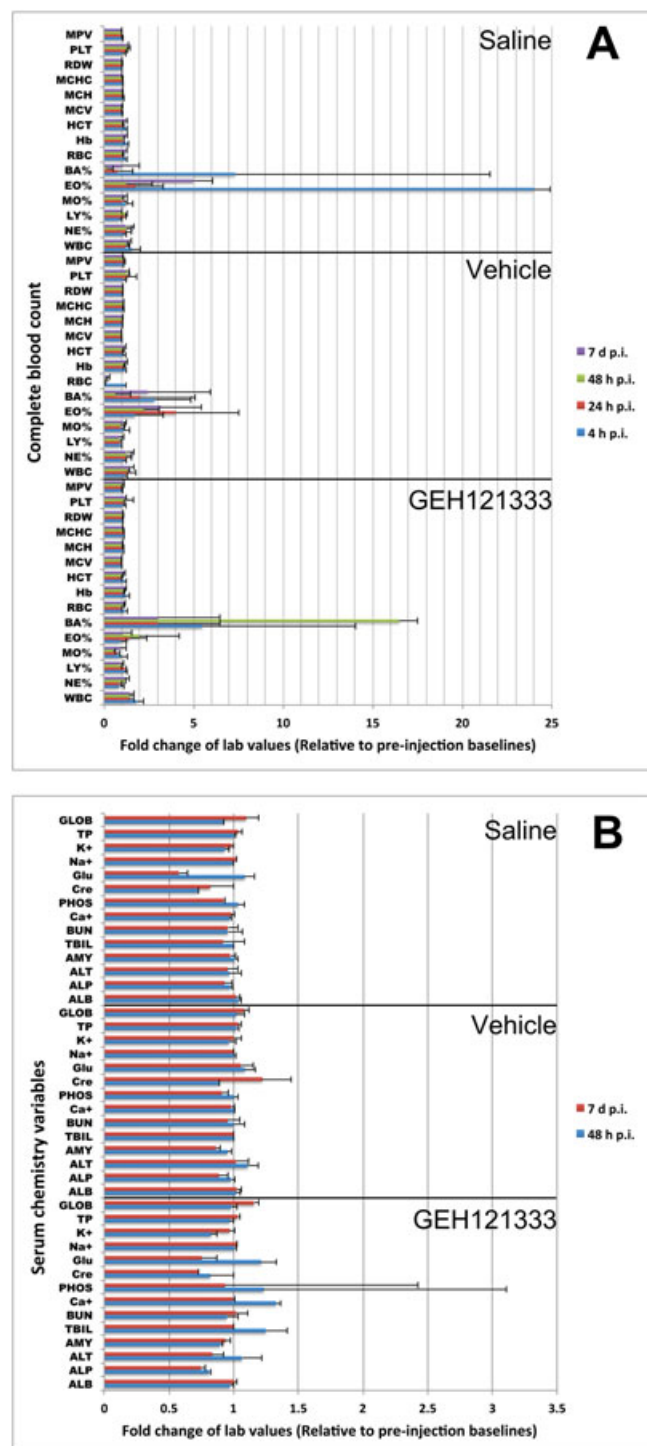 A
Saline
MPV
PLT
RDW
MCHC
MCH
MCV
HCT
Hb
RBC
BA%
EO%
MO%
LY%
NE%
WBC
Vehicle
MPV
PLT
RDW
MCHC
MCH
MCV
HCT
Hb
RBC
BA%
EO%
MO%
LY%
NE%
WBC
GEH121333
MPV
PLT
RDW
MCHC
MCH
MCV
HCT
Hb
RBC
BA%
EO%
MO%
LY%
NE%
WBC
Complete blood count
7 d p.i.
48 h p.i.
24 h p.i.
4 h p.i.
0 5 10 15 20 25
Fold change of lab values (Relative to pre-injection baselines)
B
Saline
GLOB
TP
K+
Na+
Glu
Cre
PHOS
Ca+
BUN
TBIL
AMY
ALT
ALP
ALB
Vehicle
GLOB
TP
K+
Na+
Glu
Cre
PHOS
Ca+
BUN
TBIL
AMY
ALT
ALP
ALB
GEH121333
GLOB
TP
K+
Na+
Glu
Cre
PHOS
Ca+
BUN
TBIL
AMY
ALT
ALP
ALB
Serum chemistry variables
7 d p.i.
48 h p.i.
0 0.5 1 1.5 2 2.5 3 3.5
Fold change of lab values (Relative to pre-injection baselines)